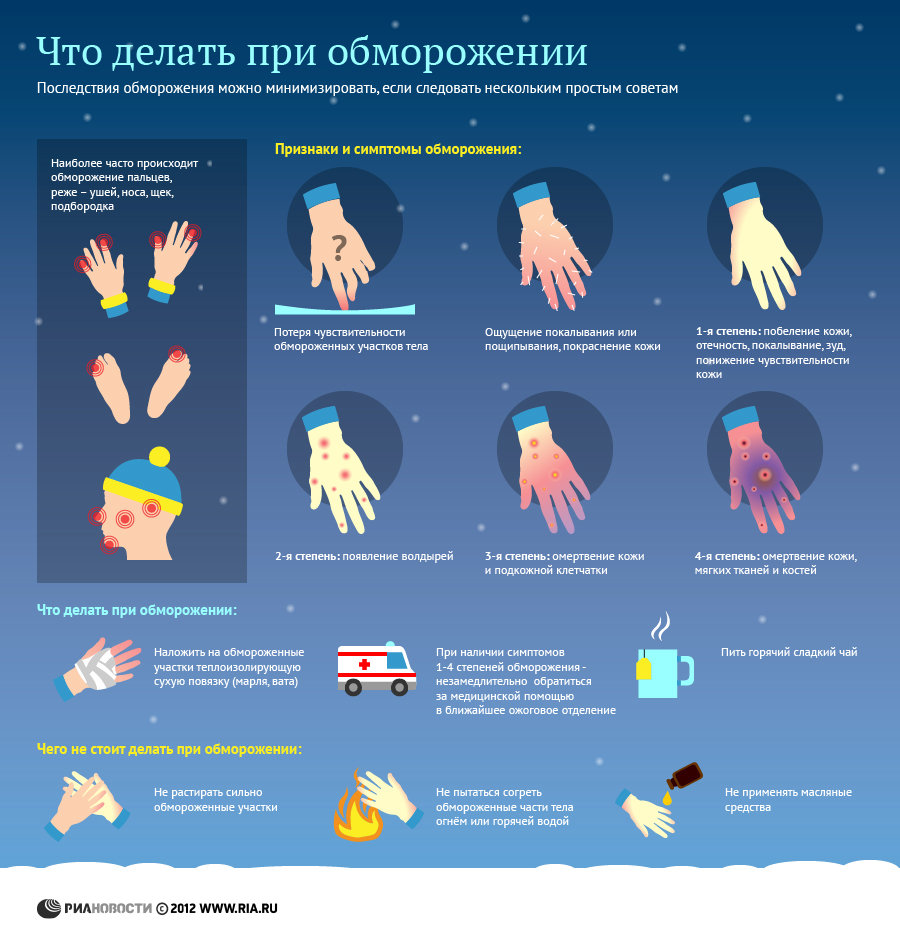 Что делать при обморожении
Последствия обморожения можно минимизировать, если следовать нескольким простым советам
Наиболее часто происходит
обморожение пальцев,
реже – ушей, носа, щек,
подбородка
Признаки и симптомы обморожения:
?
Потеря чувствительности
обмороженных участков тела
Ощущение покалывания или
пощипывания, покраснение кожи
1-я степень: побеление кожи,
отечность, покалывание, зуд,
понижение чувствительности
кожи
2-я степень: появление волдырей
3-я степень: омертвение кожи
и подкожной клетчатки
4-я степень: омертвение кожи,
мягких тканей и костей
Что делать при обморожении:
Наложить на обмороженные
участки теплоизолирующую
сухую повязку (марля, вата)
При наличии симптомов
1-4 степеней обморожения -
незамедлительно обратиться
за медицинской помощью
в ближайшее ожоговое отделение
Пить горячий сладкий чай
Чего не стоит делать при обморожении:
Не растирать сильно
обмороженные участки
Не пытаться согреть
обмороженные части тела
огнём или горячей водой
Не применять масляные
средства
РИАНОВОСТИ © 2012 WWW.RIA.RU